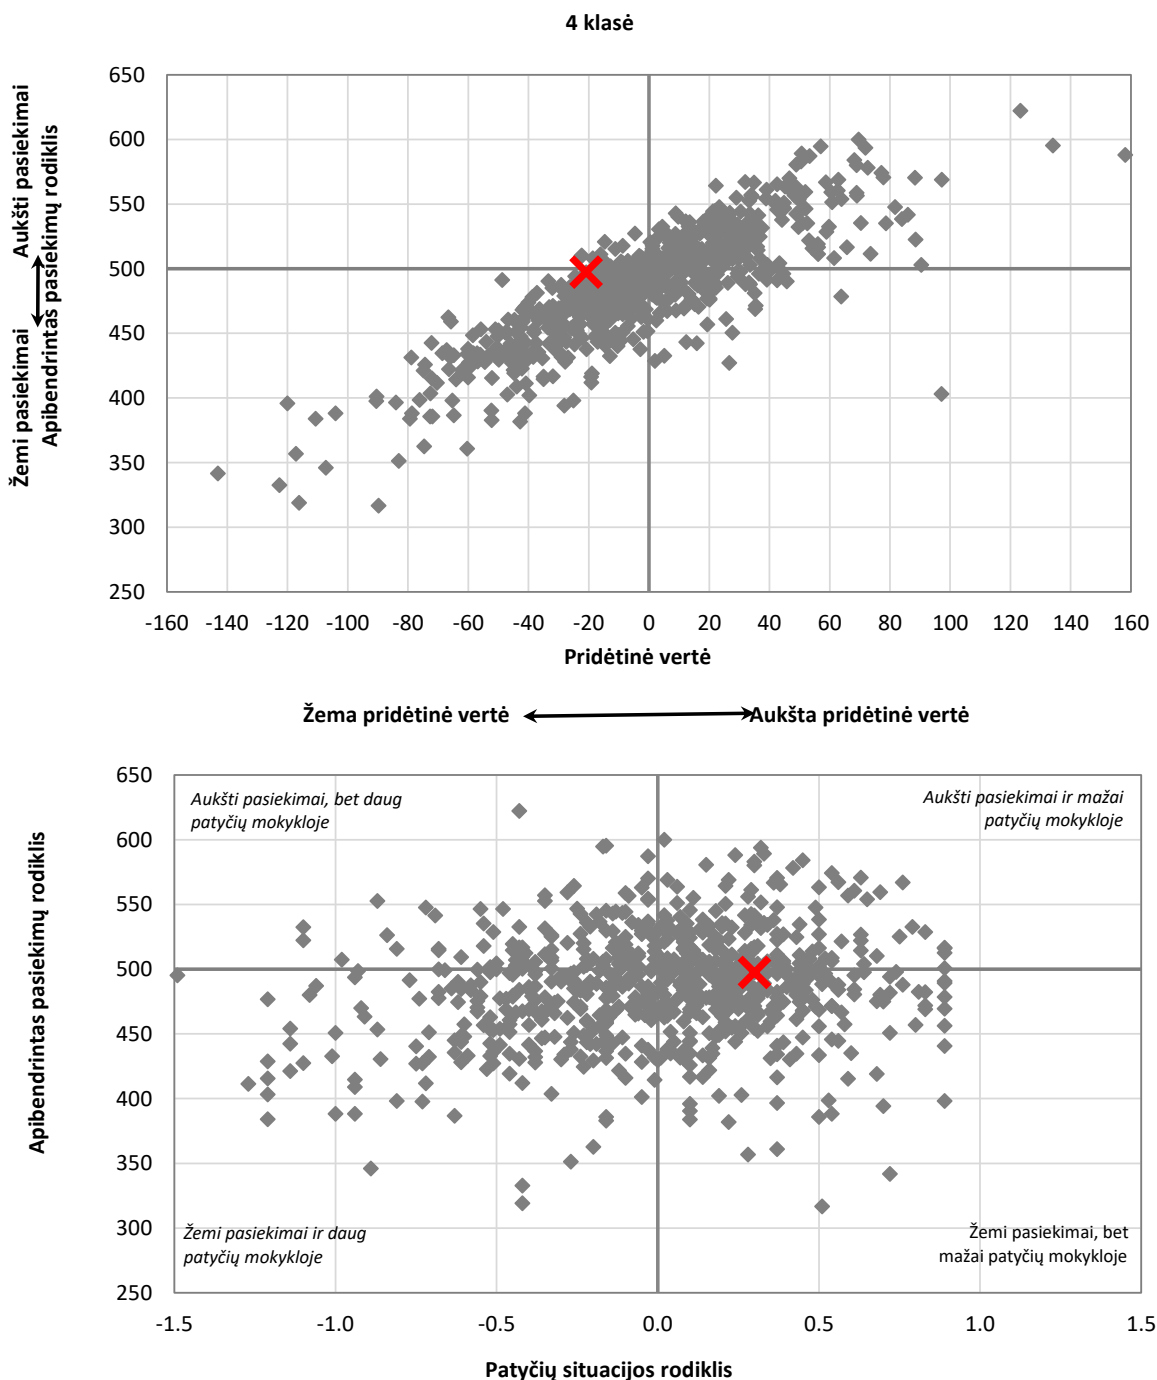 4 klasė
Žemi pasiekimai
Aukšti pasiekimai
Apibendrintas pasiekimų rodiklis
650
600
550
500
450
400
350
300
250
-160 -140 -120 -100 -80 -60 -40 -20 0 20 40 60 80 100 120 140 160
Pridėtinė vertė
Žema pridėtinė vertė
Aukšta pridėtinė vertė
Apibendrintas pasiekimų rodiklis
650
600
550
500
450
400
350
300
250
Aukšti pasiekimai, bet daug
patyčių mokykloje
Aukšti pasiekimai ir mažai
patyčių mokykloje
Žemi pasiekimai ir daug
patyčių mokykloje
Žemi pasiekimai, bet
mažai patyčių mokykloje
-1.5 -1.0 -0.5 0.0 0.5 1.0 1.5
Patyčių situacijos rodiklis